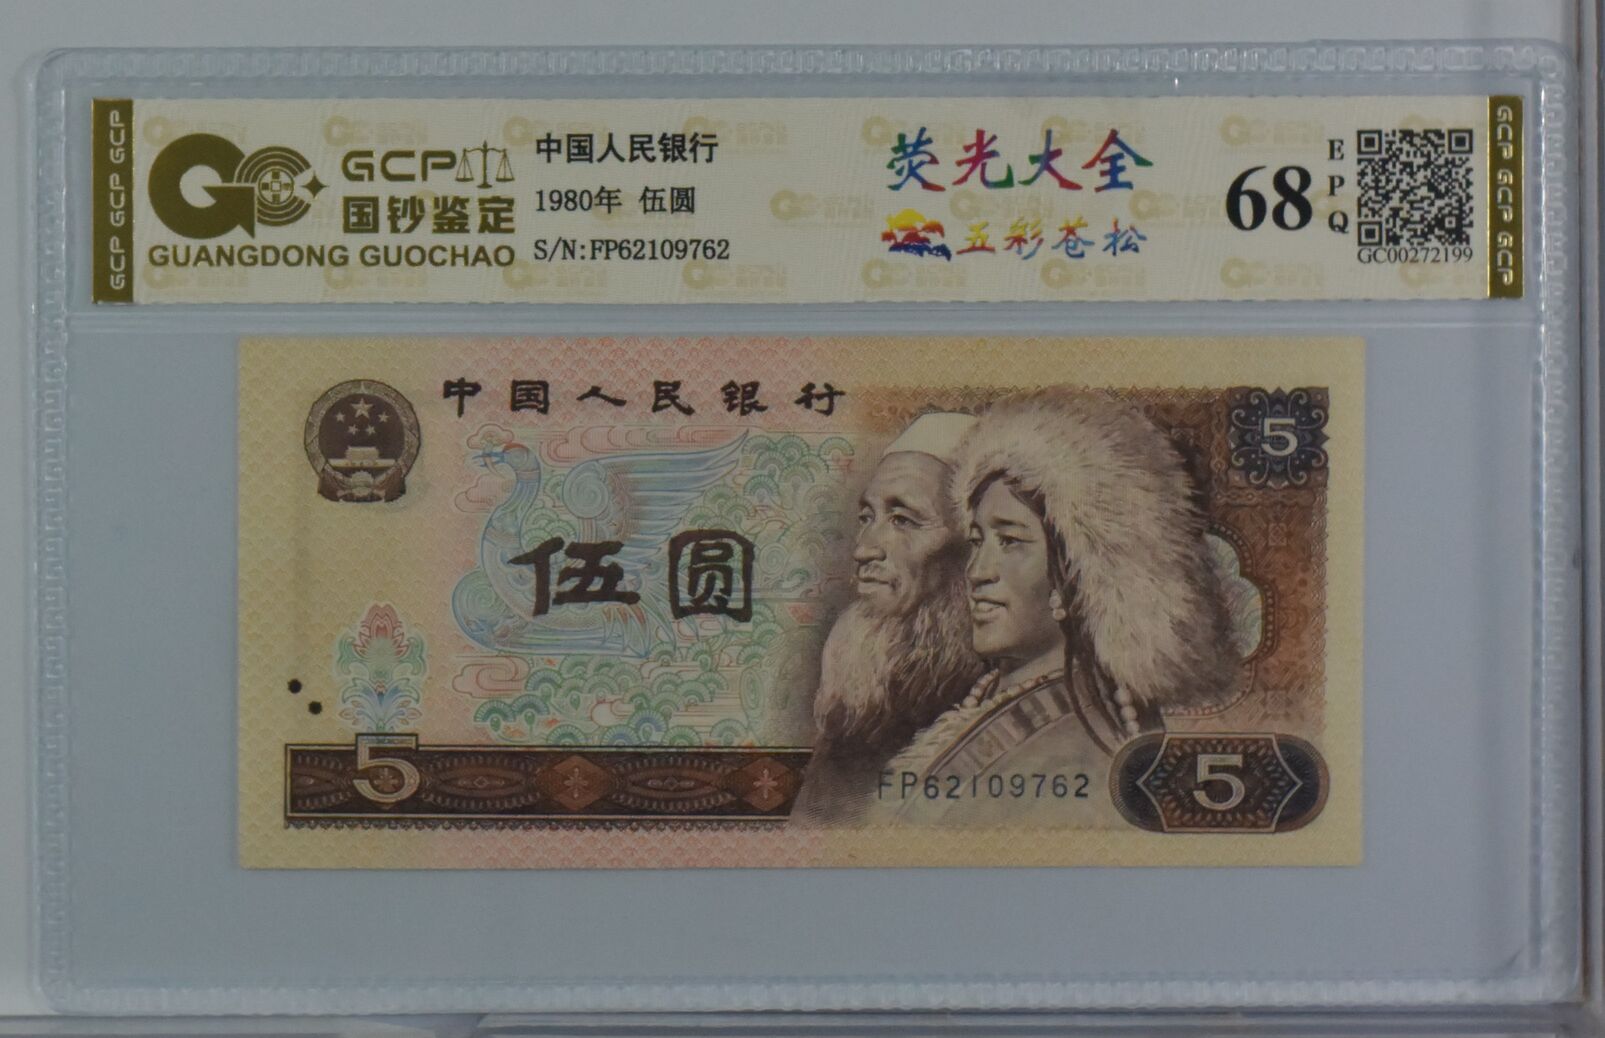 GCP GCP GCP
GCP
国钞鉴定
GUANGDONG GUOCHAO
中国人民银行
1980年 伍圆
S/N:FP62109762
荧光大全
五彩苍松
68
E
P
Q
GC00272199
GCP GCP GCP
中国人民银行
5
伍圆
5
FP62109762
5